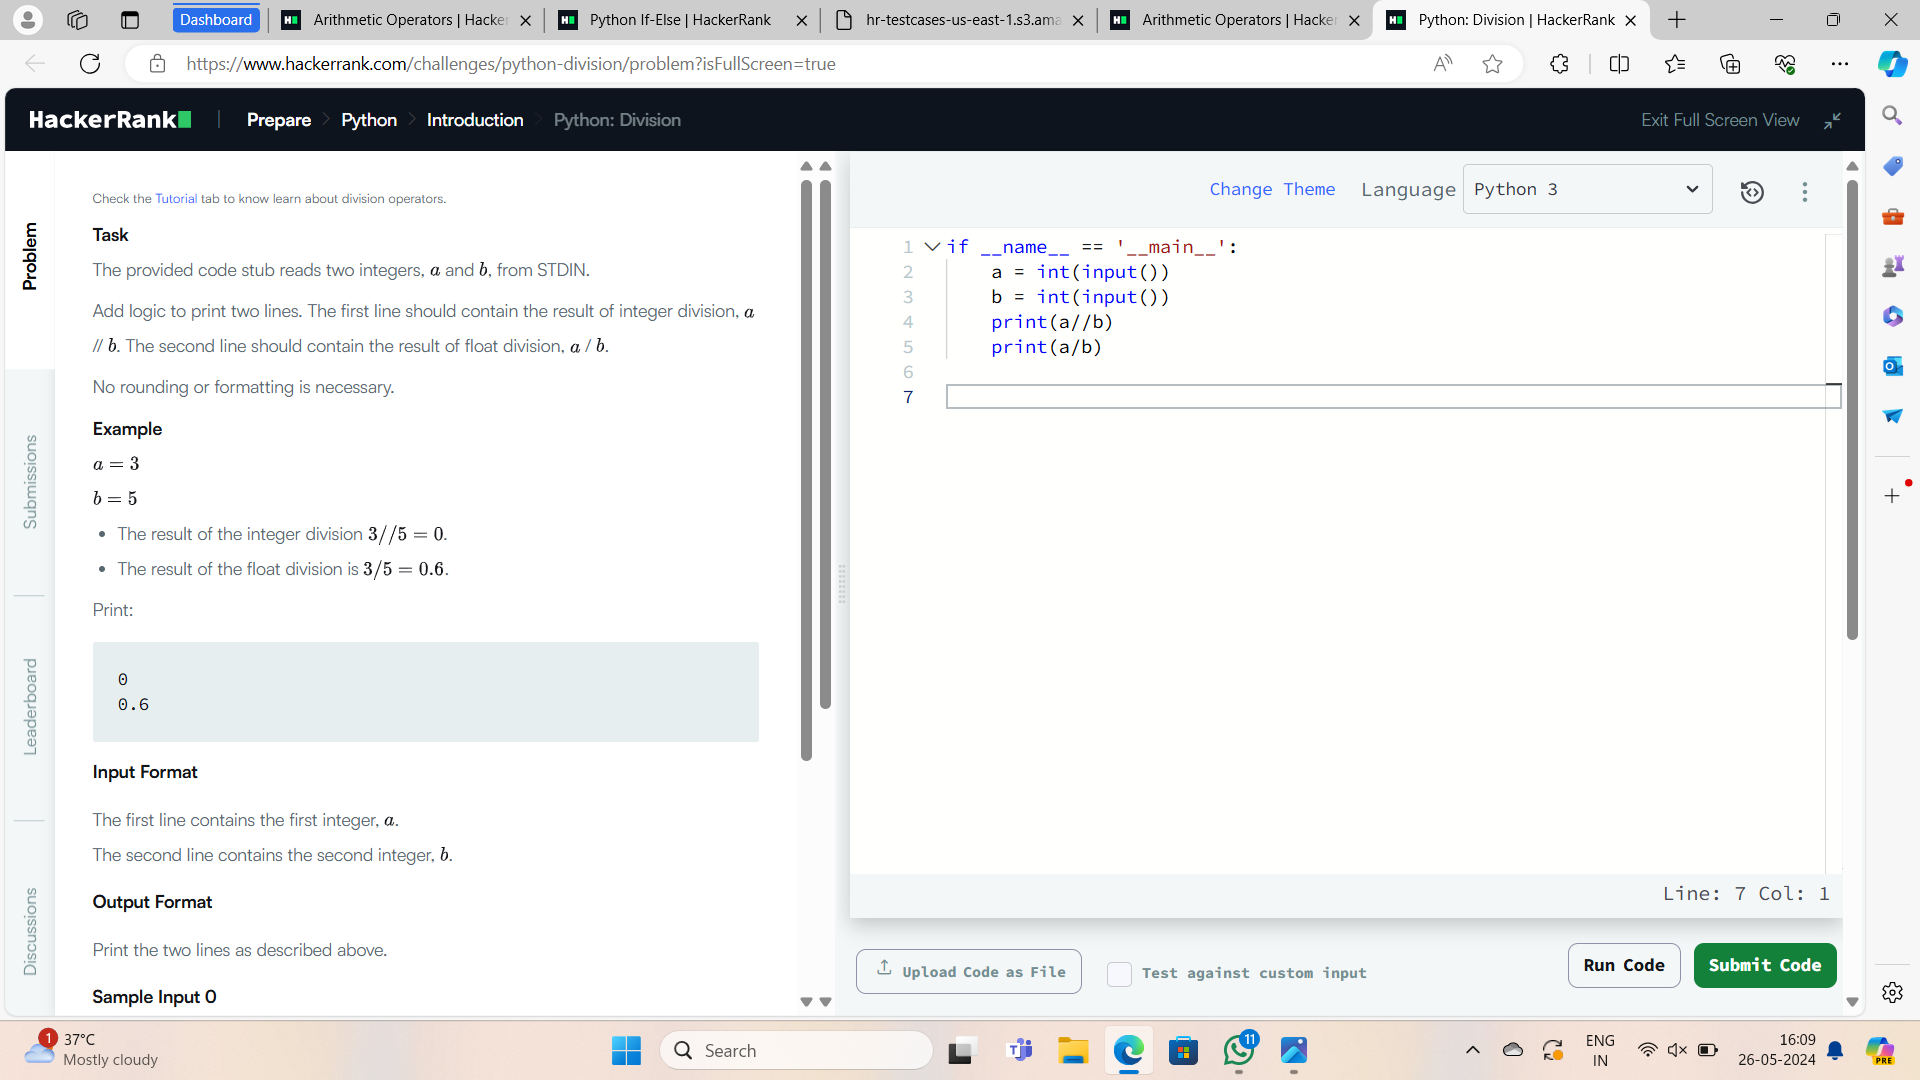 Dashboard
Arithmetic Operators | Hacker
Python If-Else | HackerRank
hr-testcases-us-east-1.s3.ama
Arithmetic Operators | Hacker
Python: Division | HackerRank
https://www.hackerrank.com/challenges/python-division/problem?isFullScreen=true
HackerRank
Prepare
Python
Introduction
Python: Division
Exit Full Screen View
Problem
Submissions
Leaderboard
Discussions
Check the Tutorial tab to know learn about division operators.
Task
The provided code stub reads two integers, a and b, from STDIN.
Add logic to print two lines. The first line should contain the result of integer division, a
// b. The second line should contain the result of float division, a / b.
No rounding or formatting is necessary.
Example
a = 3
b = 5
• The result of the integer division 3//5 = 0.
• The result of the float division is 3/5 = 0.6.
Print:
0
0.6
Input Format
The first line contains the first integer, a.
The second line contains the second integer, b.
Output Format
Print the two lines as described above.
Sample Input 0
Change Theme
Language
Python 3
1 if __name__ == '__main__':
2     a = int(input())
3     b = int(input())
4     print(a//b)
5     print(a/b)
6
7
Line: 7 Col: 1
Upload Code as File
Test against custom input
Run Code
Submit Code
1
37°C
Mostly cloudy
Search
11
ENG
IN
16:09
26-05-2024
PRE